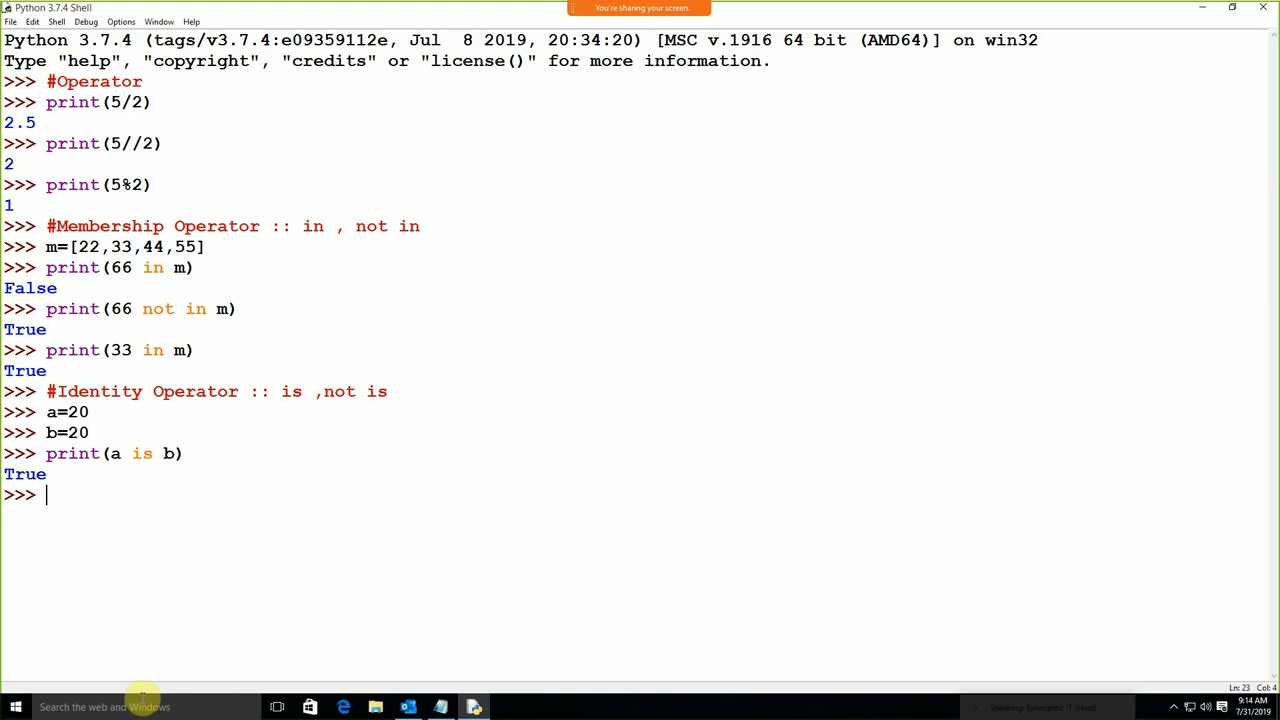 Python 3.7.4 Shell
You're sharing your screen.
File Edit Shell Debug Options Window Help
Python 3.7.4 (tags/v3.7.4:e09359112e, Jul  8 2019, 20:34:20) [MSC v.1916 64 bit (AMD64)] on win32
Type "help", "copyright", "credits" or "license()" for more information.
>>> #Operator
>>> print(5/2)
2.5
>>> print(5//2)
2
>>> print(5%2)
1
>>> #Membership Operator :: in , not in
>>> m=[22,33,44,55]
>>> print(66 in m)
False
>>> print(66 not in m)
True
>>> print(33 in m)
True
>>> #Identity Operator :: is ,not is
>>> a=20
>>> b=20
>>> print(a is b)
True
>>>
Ln: 23 Col: 4
Search the web and Windows
Speaking: Synergistic IT (Host)
9:14 AM
7/31/2019